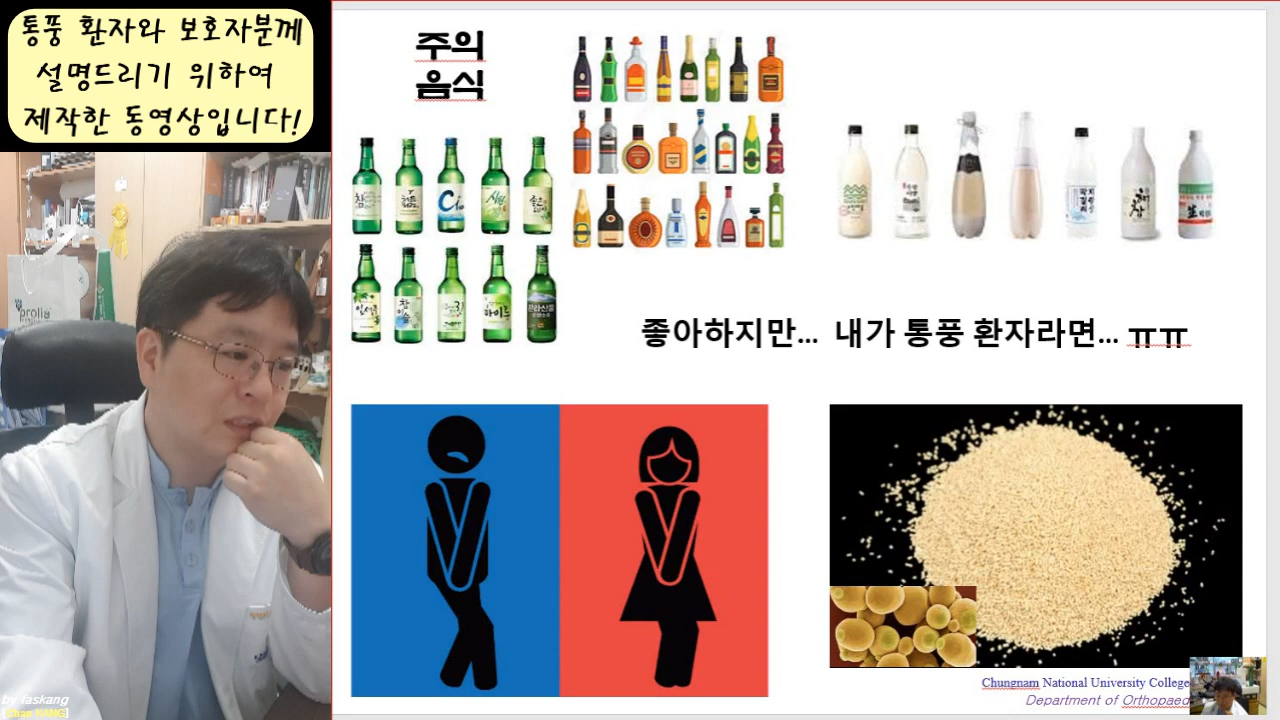 통풍 환자와 보호자분께
설명드리기 위하여
제작한 동영상입니다!
주의
음식
prolia
좋아하지만... 내가 통풍 환자라면... ㅠㅠ
by faskang
Chungnam National University College
Department of Orthopaed